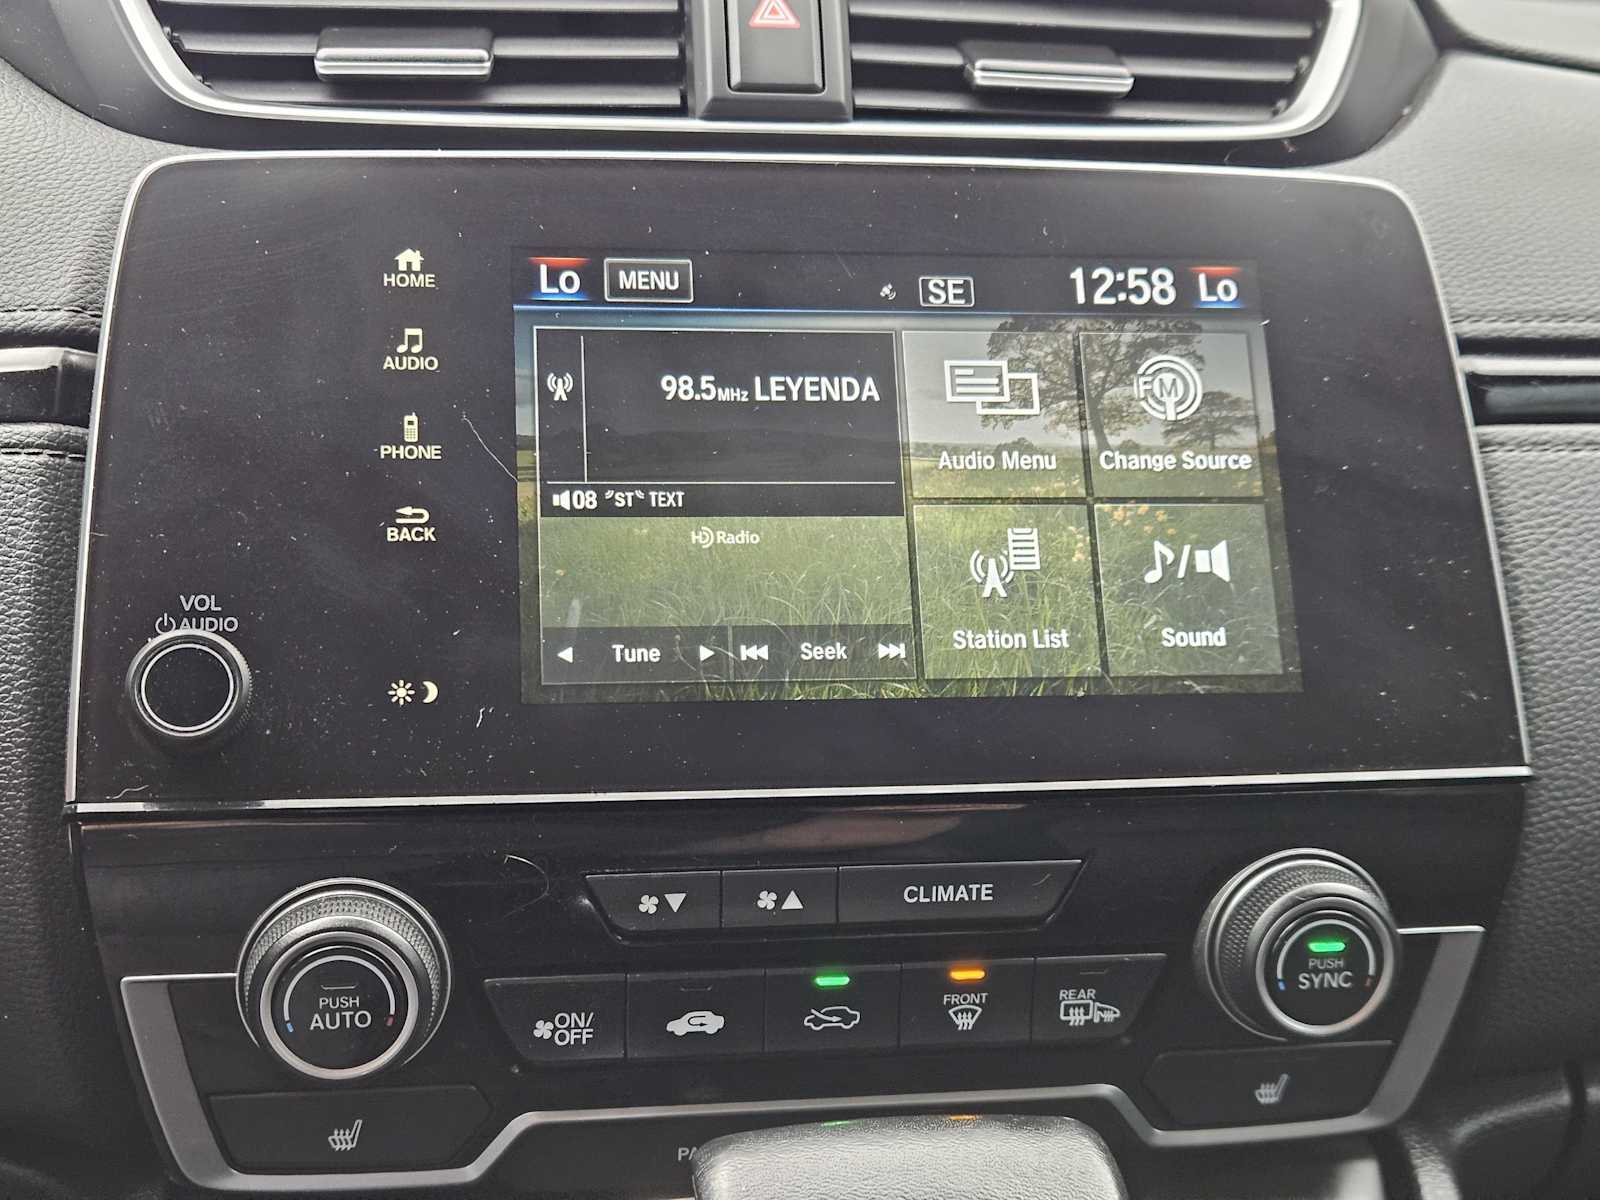 Lo MENU SE 12:58 Lo
HOME
AUDIO
PHONE
BACK
98.5MHz LEYENDA
08 ST TEXT
HD Radio
Tune Seek
FM
Audio Menu
Change Source
Station List
Sound
VOL
AUDIO
CLIMATE
PUSH
AUTO
ON/
OFF
FRONT
REAR
PUSH
SYNC